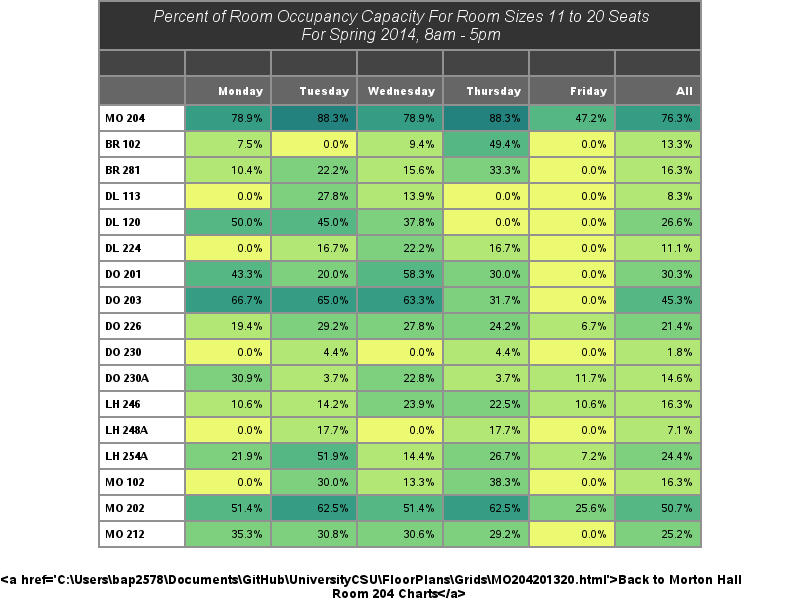 Percent of Room Occupancy Capacity For Room Sizes 11 to 20 Seats
For Spring 2014, 8am - 5pm
Monday Tuesday Wednesday Thursday Friday All
MO 204 78.9% 88.3% 78.9% 88.3% 47.2% 76.3%
BR 102 7.5% 0.0% 9.4% 49.4% 0.0% 13.3%
BR 281 10.4% 22.2% 15.6% 33.3% 0.0% 16.3%
DL 113 0.0% 27.8% 13.9% 0.0% 0.0% 8.3%
DL 120 50.0% 45.0% 37.8% 0.0% 0.0% 26.6%
DL 224 0.0% 16.7% 22.2% 16.7% 0.0% 11.1%
DO 201 43.3% 20.0% 58.3% 30.0% 0.0% 30.3%
DO 203 66.7% 65.0% 63.3% 31.7% 0.0% 45.3%
DO 226 19.4% 29.2% 27.8% 24.2% 6.7% 21.4%
DO 230 0.0% 4.4% 0.0% 4.4% 0.0% 1.8%
DO 230A 30.9% 3.7% 22.8% 3.7% 11.7% 14.6%
LH 246 10.6% 14.2% 23.9% 22.5% 10.6% 16.3%
LH 248A 0.0% 17.7% 0.0% 17.7% 0.0% 7.1%
LH 254A 21.9% 51.9% 14.4% 26.7% 7.2% 24.4%
MO 102 0.0% 30.0% 13.3% 38.3% 0.0% 16.3%
MO 202 51.4% 62.5% 51.4% 62.5% 25.6% 50.7%
MO 212 35.3% 30.8% 30.6% 29.2% 0.0% 25.2%
<a href='C:\Users\bap2578\Documents\GitHub\UniversityCSU\FloorPlans\Grids\MO204201320.html'>Back to Morton Hall
Room 204 Charts</a>